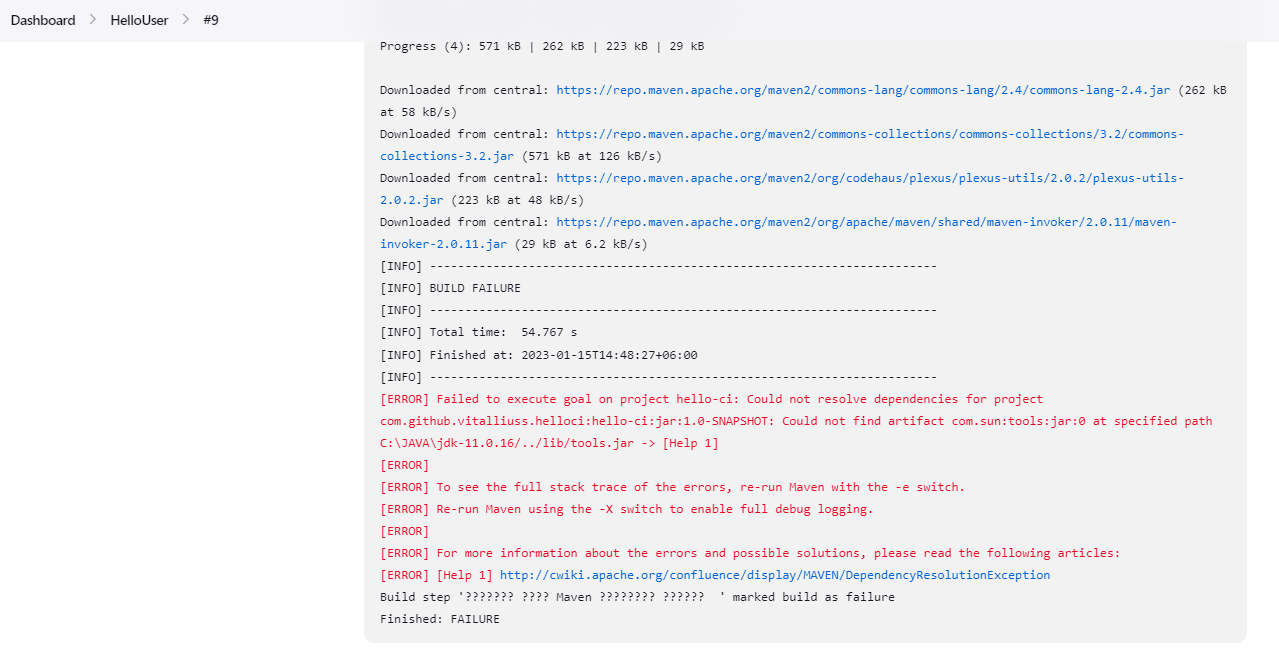 Dashboard > HelloUser > #9
Progress (4): 571 kB | 262 kB | 223 kB | 29 kB
Downloaded from central: https://repo.maven.apache.org/maven2/commons-lang/commons-lang/2.4/commons-lang-2.4.jar (262 kB
at 58 kB/s)
Downloaded from central: https://repo.maven.apache.org/maven2/commons-collections/commons-collections/3.2/commons-
collections-3.2.jar (571 kB at 126 kB/s)
Downloaded from central: https://repo.maven.apache.org/maven2/org/codehaus/plexus/plexus-utils/2.0.2/plexus-utils-
2.0.2.jar (223 kB at 48 kB/s)
Downloaded from central: https://repo.maven.apache.org/maven2/org/apache/maven/shared/maven-invoker/2.0.11/maven-
invoker-2.0.11.jar (29 kB at 6.2 kB/s)
[INFO] ------------------------------------------------------------------------
[INFO] BUILD FAILURE
[INFO] ------------------------------------------------------------------------
[INFO] Total time:  54.767 s
[INFO] Finished at: 2023-01-15T14:48:27+06:00
[INFO] ------------------------------------------------------------------------
[ERROR] Failed to execute goal on project hello-ci: Could not resolve dependencies for project
com.github.vitalliuss.helloci:hello-ci:jar:1.0-SNAPSHOT: Could not find artifact com.sun:tools:jar:0 at specified path
C:\JAVA\jdk-11.0.16/../lib/tools.jar -> [Help 1]
[ERROR]
[ERROR] To see the full stack trace of the errors, re-run Maven with the -e switch.
[ERROR] Re-run Maven using the -X switch to enable full debug logging.
[ERROR]
[ERROR] For more information about the errors and possible solutions, please read the following articles:
[ERROR] [Help 1] http://cwiki.apache.org/confluence/display/MAVEN/DependencyResolutionException
Build step '??????? ???? Maven ???????? ??????  ' marked build as failure
Finished: FAILURE